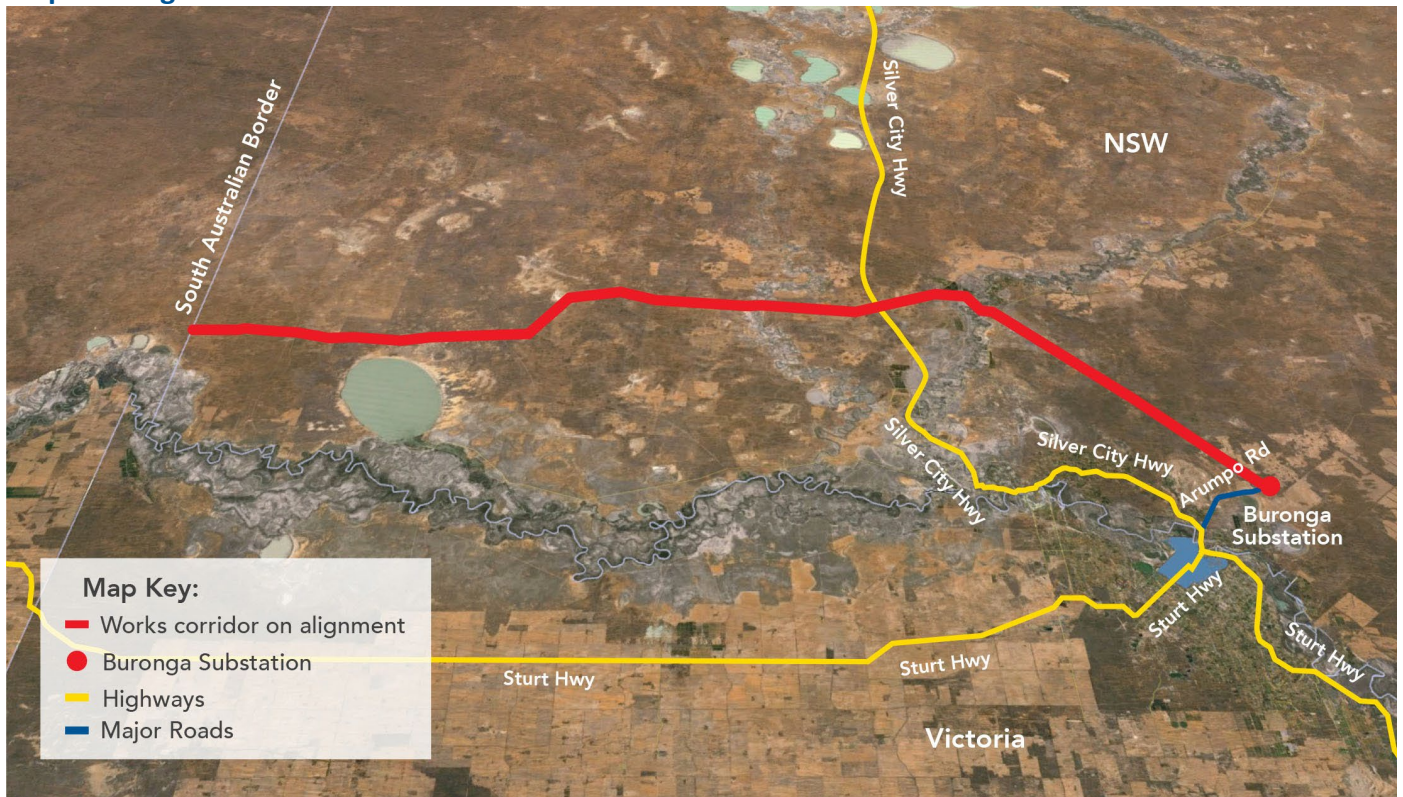 South Australian Border
Silver City Hwy
NSW
Silver City Hwy
Silver City Hwy
Arumpo Rd
Buronga
Substation
Sturt Hwy
Sturt Hwy
Sturt Hwy
Sturt Hwy
Victoria
Map Key:
Works corridor on alignment
Buronga Substation
Highways
Major Roads